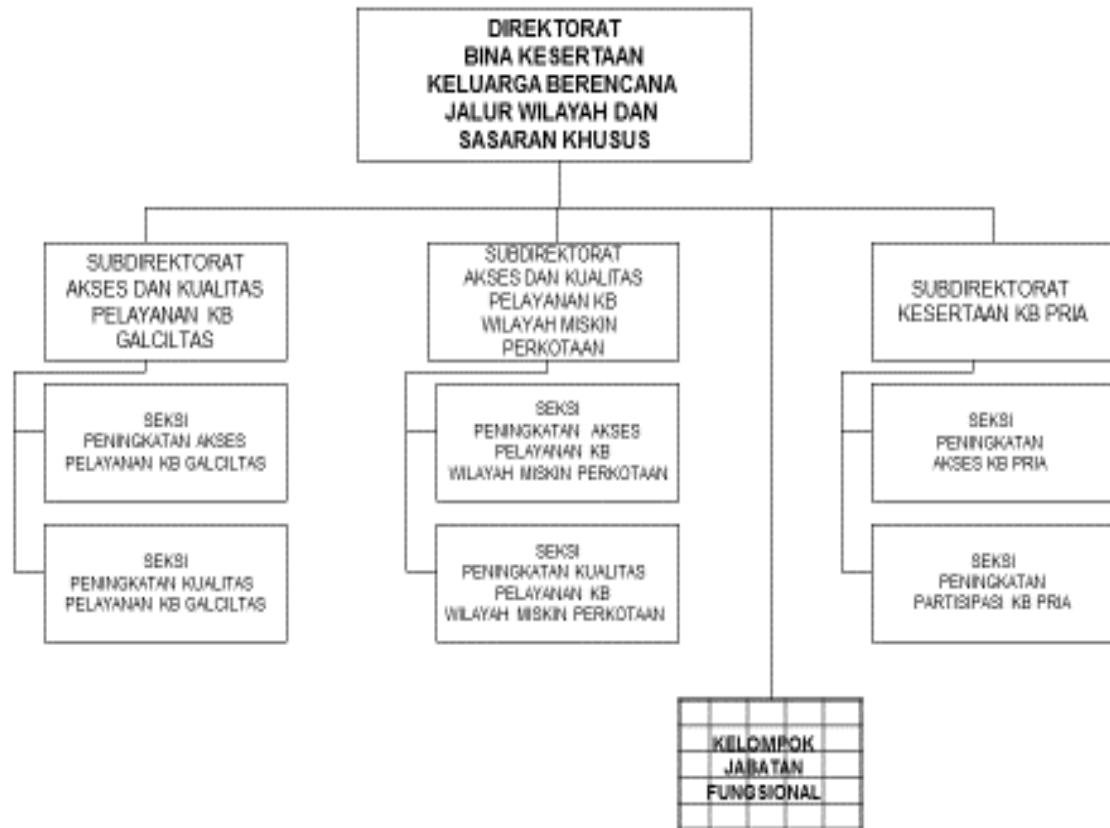 DIREKTORAT
BINA KESERTAAN
KELUARGA BERENCANA
JALUR WILAYAH DAN
SASARAN KHUSUS
SUBDIREKTORAT
AKSES DAN KUALITAS
PELAYANAN KB
GALCILTAS
SEKSI
PENINGKATAN AKSES
PELAYANAN KB GALCILTAS
SEKSI
PENINGKATAN KUALITAS
PELAYANAN KB GALCILTAS
SUBDIREKTORAT
AKSES DAN KUALITAS
PELAYANAN KB
WILAYAH MISKIN
PERKOTAAN
SEKSI
PENINGKATAN AKSES
PELAYANAN KB
WILAYAH MISKIN PERKOTAAN
SEKSI
PENINGKATAN KUALITAS
PELAYANAN KB
WILAYAH MISKIN PERKOTAAN
SUBDIREKTORAT
KESERTAAN KB PRIA
SEKSI
PENINGKATAN
AKSES KB PRIA
SEKSI
PENINGKATAN
PARTISIPASI KB PRIA
KELOMPOK
JABATAN
FUNGSIONAL